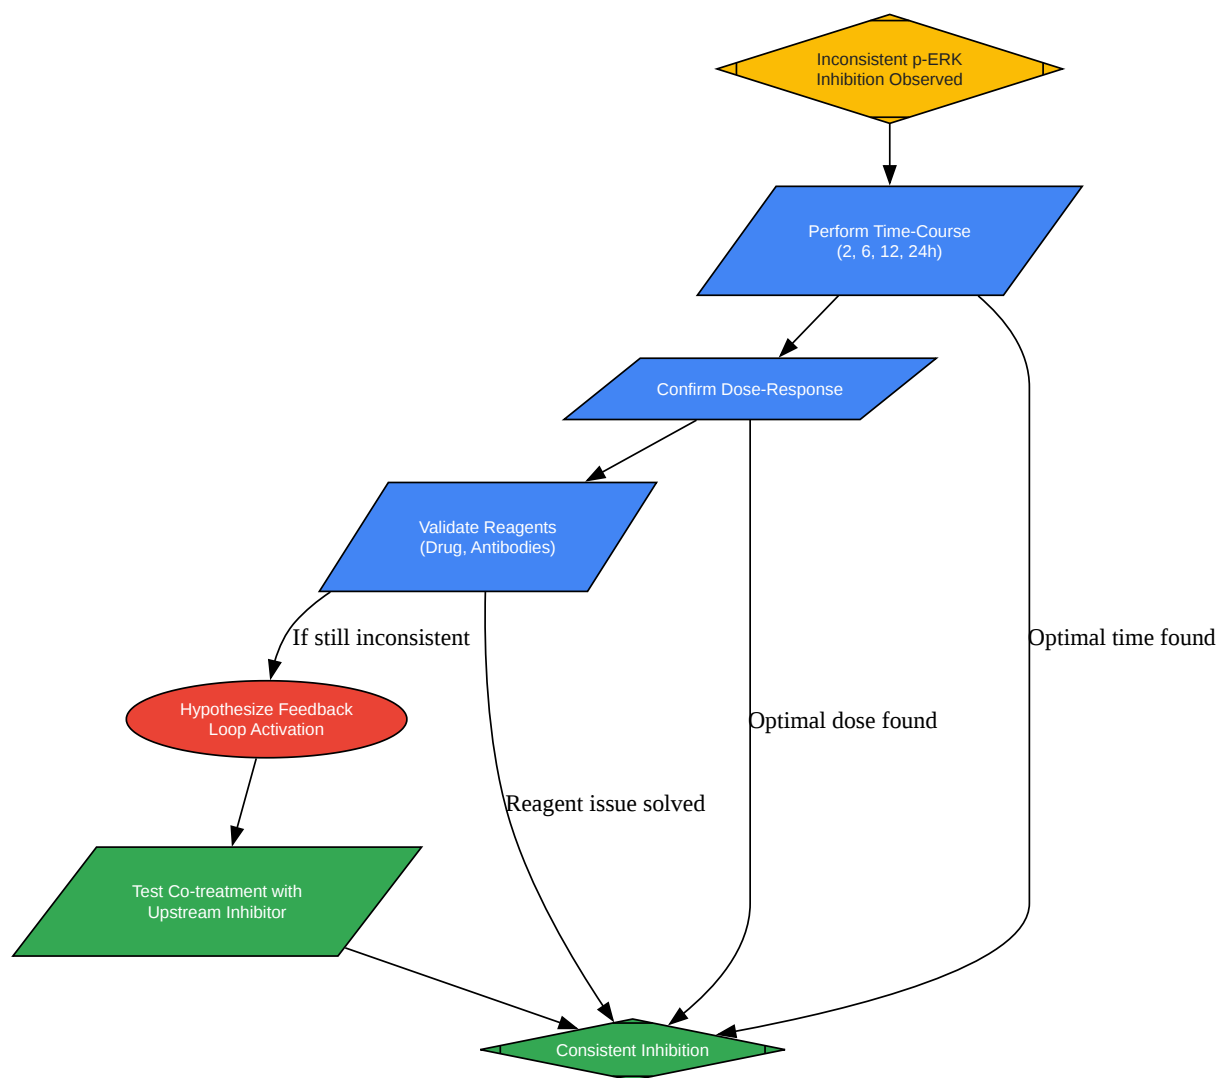 Inconsistent p-ERK
Inhibition Observed
Perform Time-Course
(2, 6, 12, 24h)
Confirm Dose-Response
Validate Reagents
(Drug, Antibodies)
If still inconsistent
Optimal time found
Hypothesize Feedback
Loop Activation
Optimal dose found
Reagent issue solved
Test Co-treatment with
Upstream Inhibitor
Consistent Inhibition